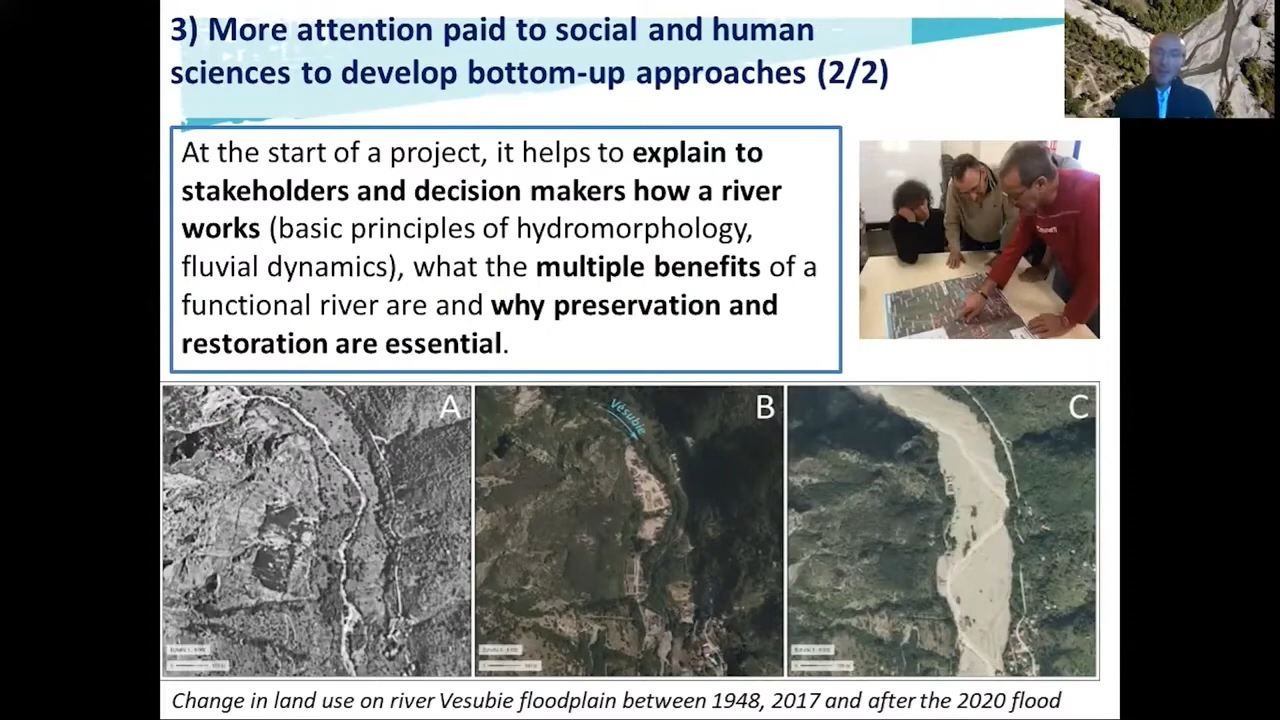 3) More attention paid to social and human
sciences to develop bottom-up approaches (2/2)
At the start of a project, it helps to explain to
stakeholders and decision makers how a river
works (basic principles of hydromorphology,
fluvial dynamics), what the multiple benefits of a
functional river are and why preservation and
restoration are essential.
A
B
C
Vésubie
Change in land use on river Vesubie floodplain between 1948, 2017 and after the 2020 flood